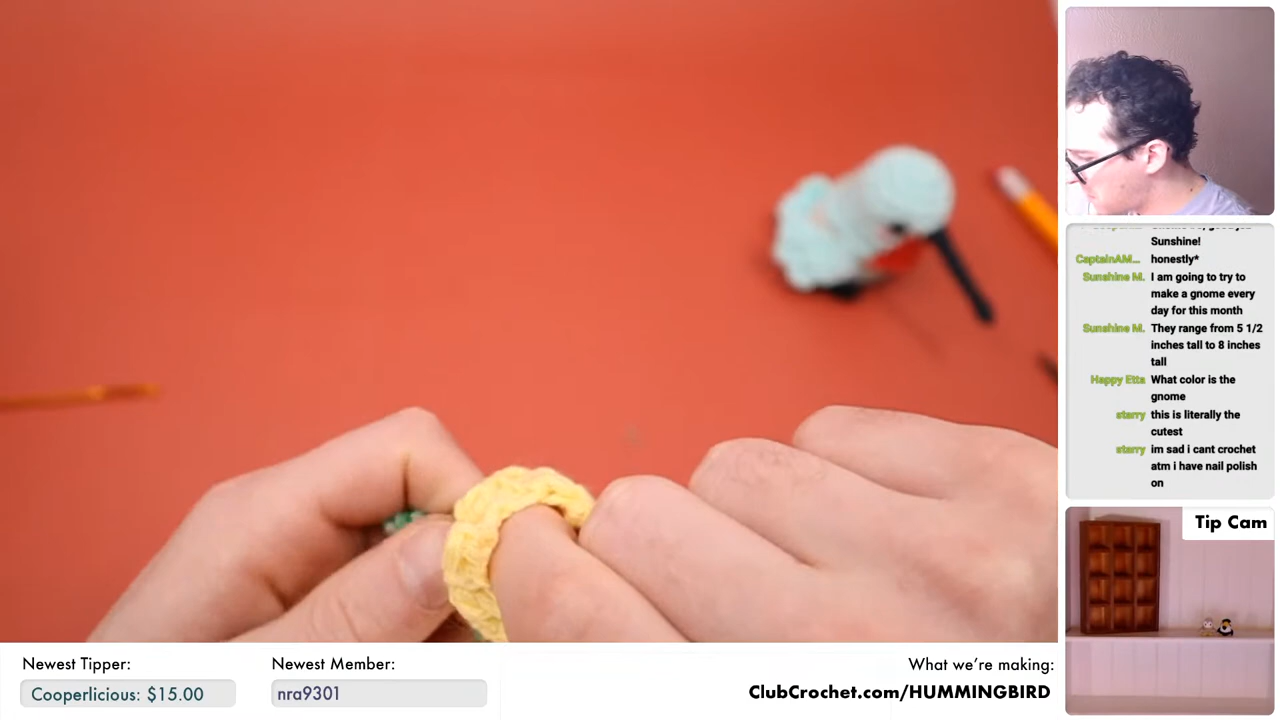 Sunshine!
CaptainAM... honestly*
Sunshine M. I am going to try to
make a gnome every
day for this month
Sunshine M. They range from 5 1/2
inches tall to 8 inches
tall
Happy Etta What color is the
gnome
starry this is literally the
cutest
starry im sad i cant crochet
atm i have nail polish
on
Tip Cam
Newest Tipper:
Cooperlicious: $15.00
Newest Member:
nra9301
What we're making:
ClubCrochet.com/HUMMINGBIRD